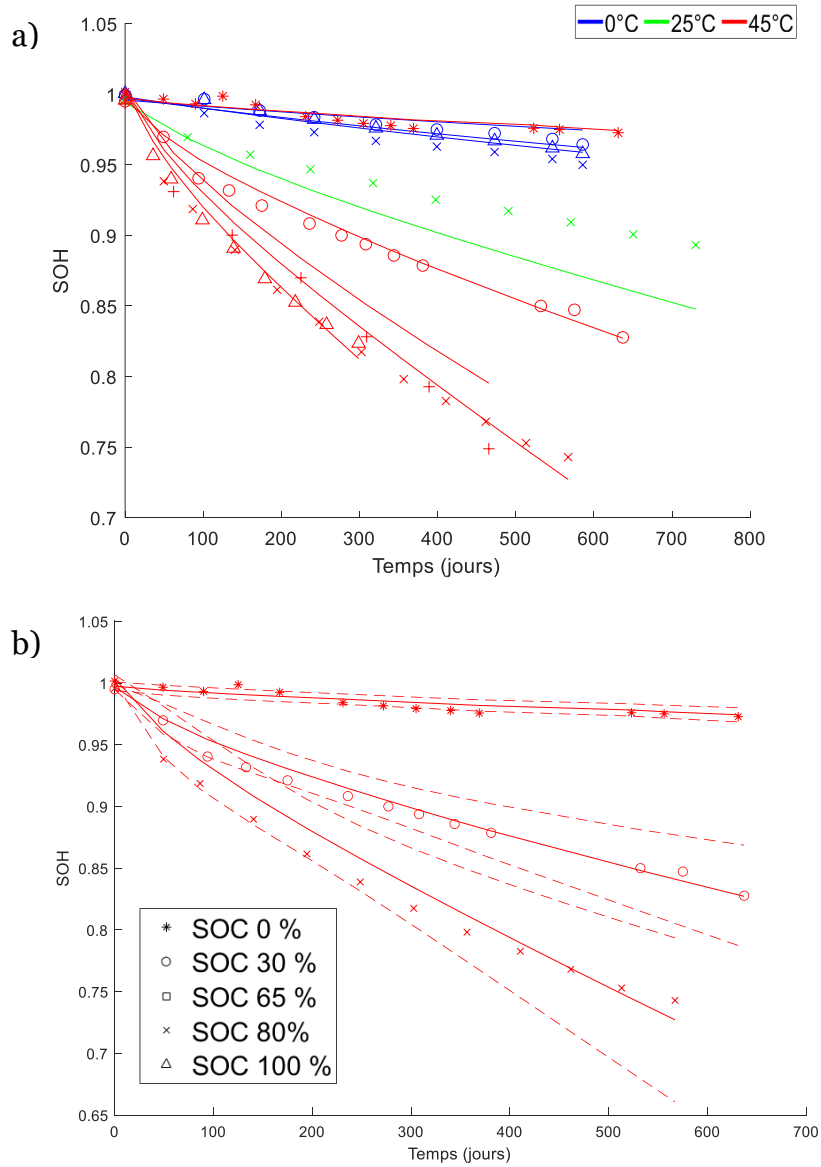 a)
0°C 25°C 45°C
1.05
1
0.95
0.9
0.85
0.8
0.75
0.7
SOH
0 100 200 300 400 500 600 700 800
Temps (jours)
b)
1.05
1
0.95
0.9
0.85
0.8
0.75
0.7
0.65
SOH
SOC 0 %
SOC 30 %
SOC 65 %
SOC 80%
SOC 100 %
0 100 200 300 400 500 600 700
Temps (jours)